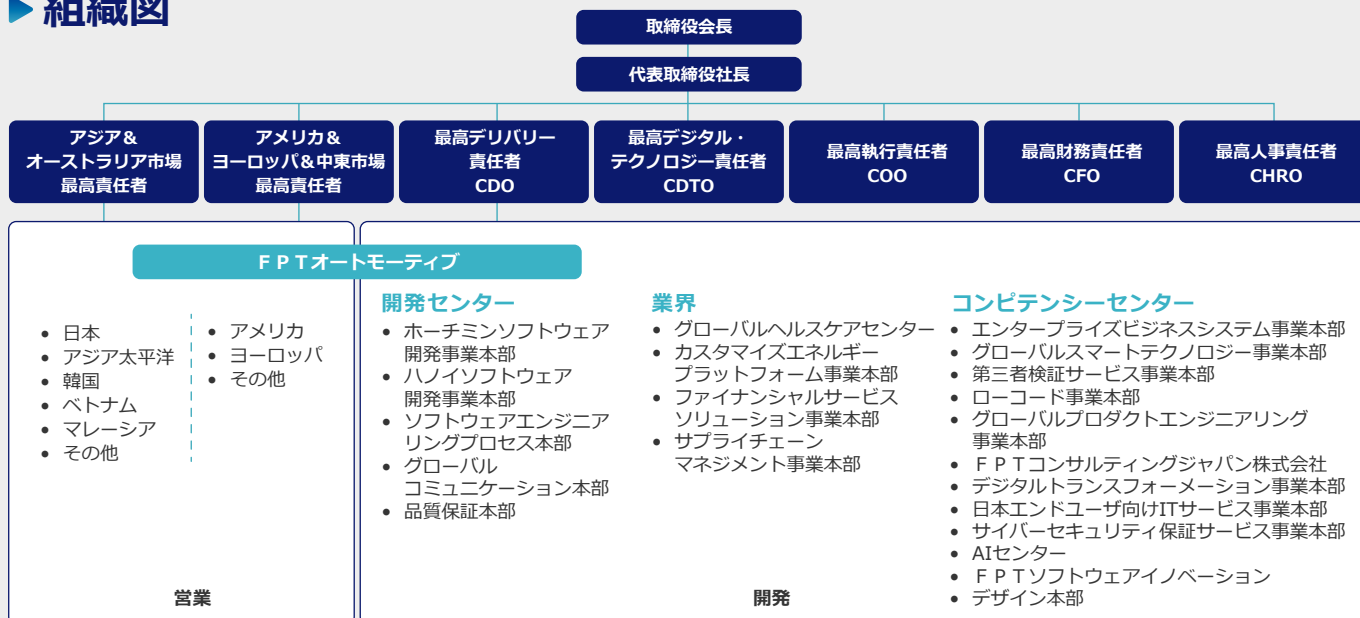 組織図
取締役会長
代表取締役社長
アジア&
オーストラリア市場
最高責任者
アメリカ&
ヨーロッパ&中東市場
最高責任者
最高デリバリー
責任者
CDO
最高デジタル・
テクノロジー責任者
CDTO
最高執行責任者
COO
最高財務責任者
CFO
最高人事責任者
CHRO
FPTオートモーティブ
• 日本
• アジア太平洋
• 韓国
• ベトナム
• マレーシア
• その他
• アメリカ
• ヨーロッパ
• その他
営業
開発センター
• ホーチミンソフトウェア
開発事業本部
• ハノイソフトウェア
開発事業本部
• ソフトウェアエンジニア
リングプロセス本部
• グローバル
コミュニケーション本部
• 品質保証本部
業界
• グローバルヘルスケアセンター
• カスタマイズエネルギー
プラットフォーム事業本部
• ファイナンシャルサービス
ソリューション事業本部
• サプライチェーン
マネジメント事業本部
コンピテンシーセンター
• エンタープライズビジネスシステム事業本部
• グローバルスマートテクノロジー事業本部
• 第三者検証サービス事業本部
• ローコード事業本部
• グローバルプロダクトエンジニアリング
事業本部
• FPTコンサルティングジャパン株式会社
• デジタルトランスフォーメーション事業本部
• 日本エンドユーザ向けITサービス事業本部
• サイバーセキュリティ保証サービス事業本部
• AIセンター
• FPTソフトウェアイノベーション
• デザイン本部
開発